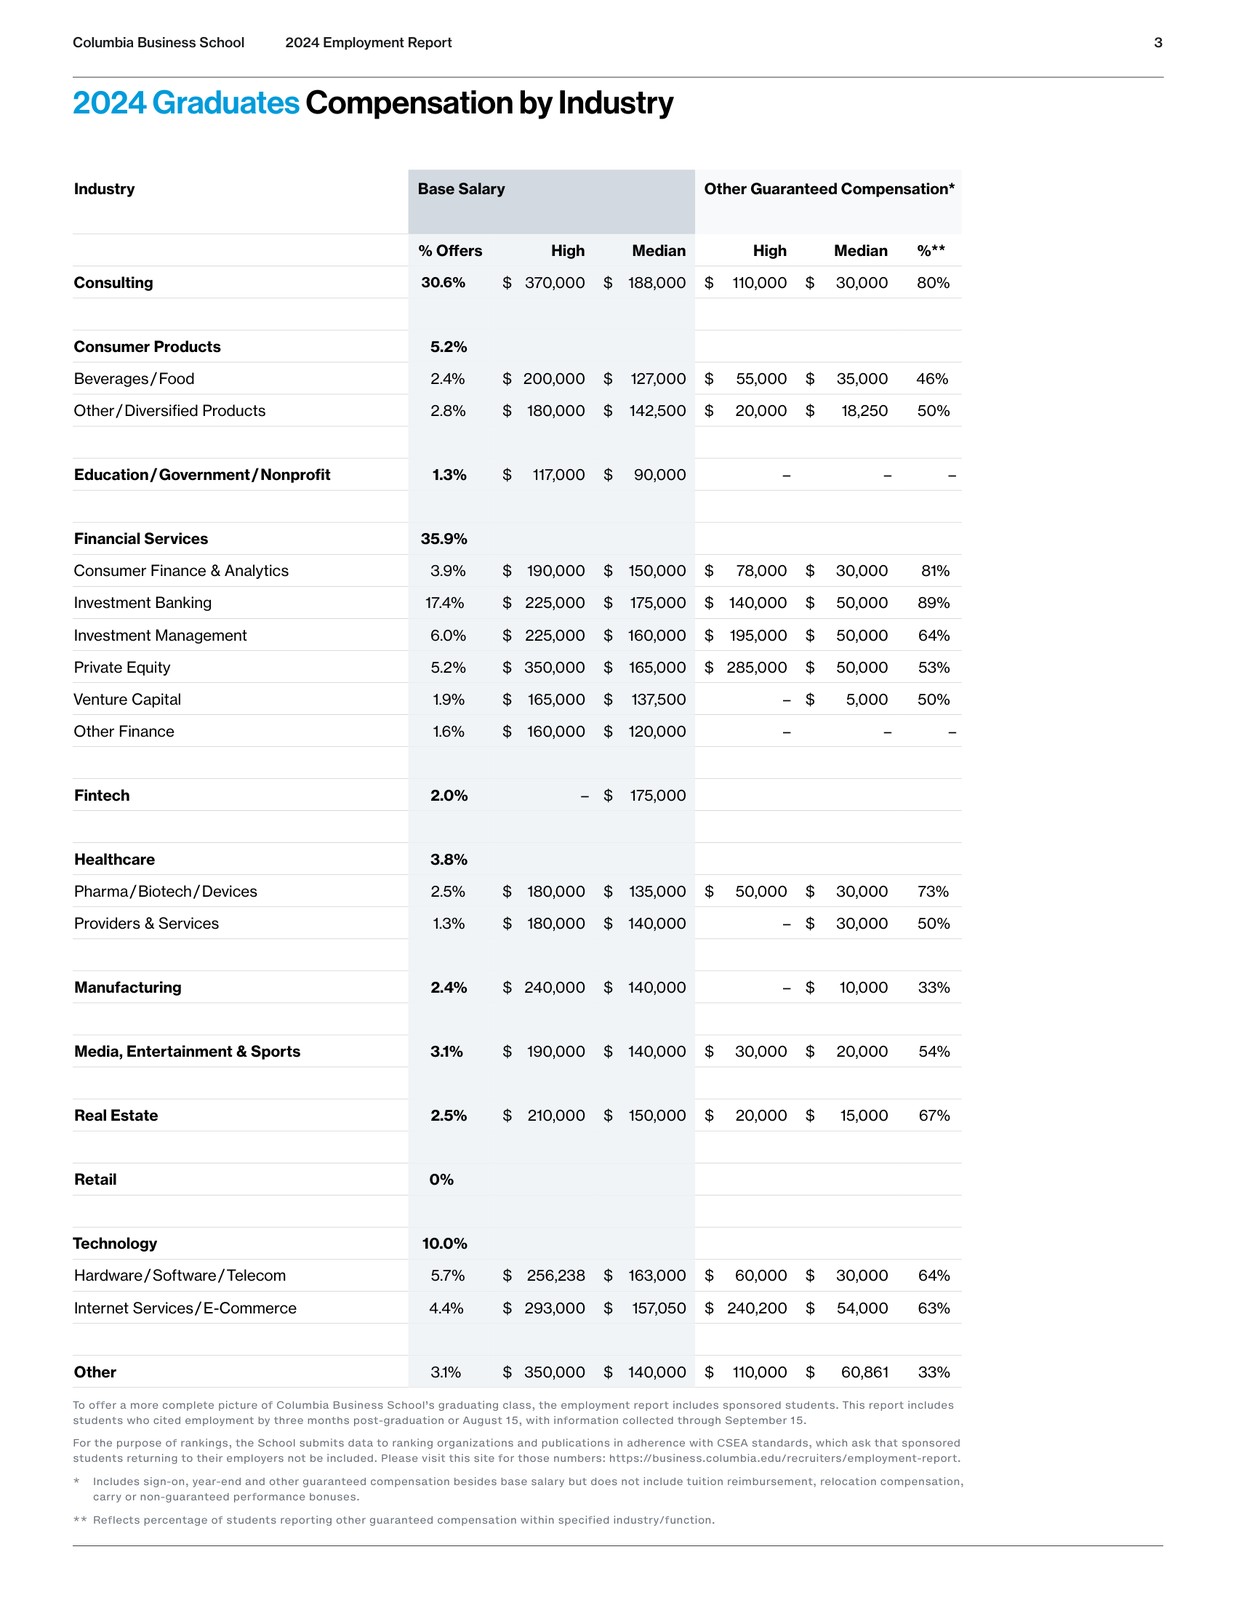 Columbia Business School 2024 Employment Report 3
2024 Graduates Compensation by Industry
Industry Base Salary Other Guaranteed Compensation*
% Offers High Median High Median %**
Consulting 30.6% $ 370,000 $ 188,000 $ 110,000 $ 30,000 80%
Consumer Products 5.2%
Beverages/Food 2.4% $ 200,000 $ 127,000 $ 55,000 $ 35,000 46%
Other/Diversified Products 2.8% $ 180,000 $ 142,500 $ 20,000 $ 18,250 50%
Education/Government/Nonprofit 1.3% $ 117,000 $ 90,000 – – –
Financial Services 35.9%
Consumer Finance & Analytics 3.9% $ 190,000 $ 150,000 $ 78,000 $ 30,000 81%
Investment Banking 17.4% $ 225,000 $ 175,000 $ 140,000 $ 50,000 89%
Investment Management 6.0% $ 225,000 $ 160,000 $ 195,000 $ 50,000 64%
Private Equity 5.2% $ 350,000 $ 165,000 $ 285,000 $ 50,000 53%
Venture Capital 1.9% $ 165,000 $ 137,500 – $ 5,000 50%
Other Finance 1.6% $ 160,000 $ 120,000 – – –
Fintech 2.0% – $ 175,000
Healthcare 3.8%
Pharma/Biotech/Devices 2.5% $ 180,000 $ 135,000 $ 50,000 $ 30,000 73%
Providers & Services 1.3% $ 180,000 $ 140,000 – $ 30,000 50%
Manufacturing 2.4% $ 240,000 $ 140,000 – $ 10,000 33%
Media, Entertainment & Sports 3.1% $ 190,000 $ 140,000 $ 30,000 $ 20,000 54%
Real Estate 2.5% $ 210,000 $ 150,000 $ 20,000 $ 15,000 67%
Retail 0%
Technology 10.0%
Hardware/Software/Telecom 5.7% $ 256,238 $ 163,000 $ 60,000 $ 30,000 64%
Internet Services/E-Commerce 4.4% $ 293,000 $ 157,050 $ 240,200 $ 54,000 63%
Other 3.1% $ 350,000 $ 140,000 $ 110,000 $ 60,861 33%
To offer a more complete picture of Columbia Business School's graduating class, the employment report includes sponsored students. This report includes
students who cited employment by three months post-graduation or August 15, with information collected through September 15.
For the purpose of rankings, the School submits data to ranking organizations and publications in adherence with CSEA standards, which ask that sponsored
students returning to their employers not be included. Please visit this site for those numbers: https://business.columbia.edu/recruiters/employment-report.
* Includes sign-on, year-end and other guaranteed compensation besides base salary but does not include tuition reimbursement, relocation compensation,
carry or non-guaranteed performance bonuses.
** Reflects percentage of students reporting other guaranteed compensation within specified industry/function.